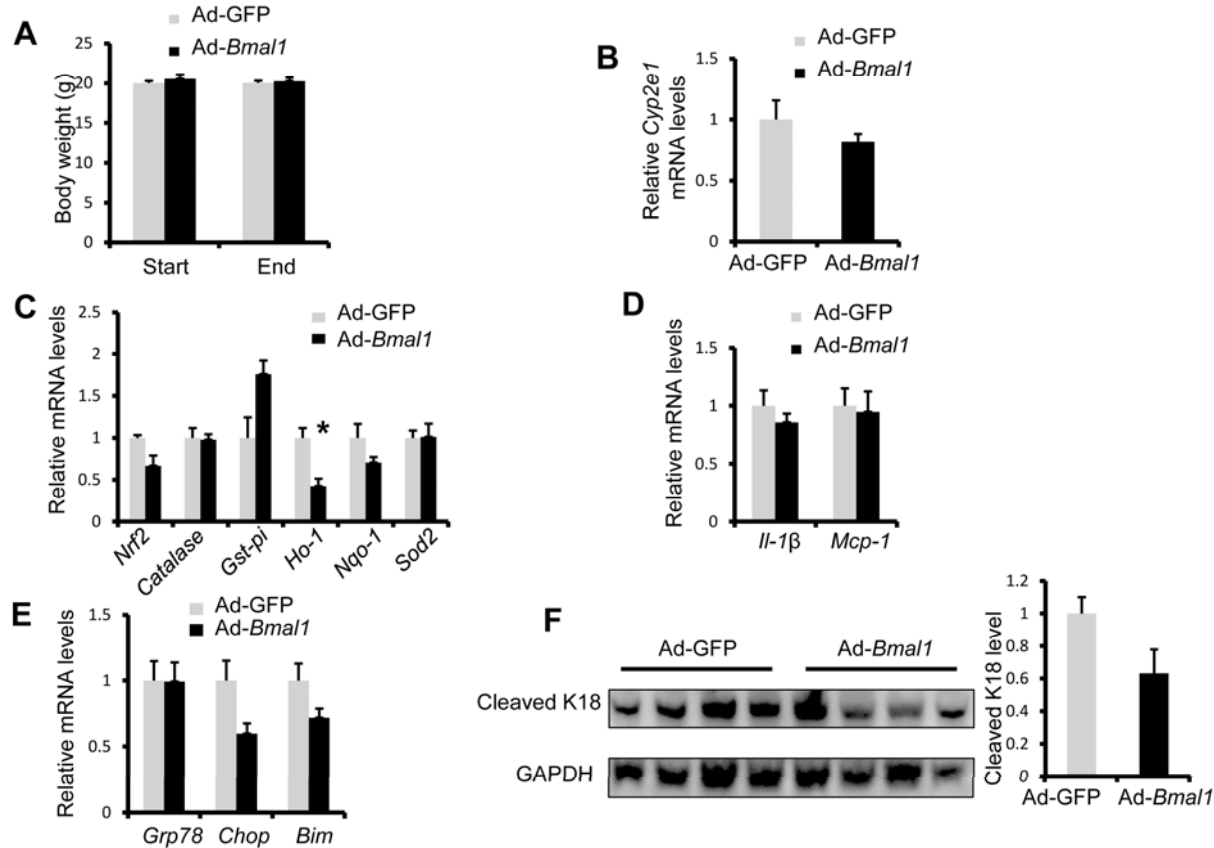 A
Ad-GFP
Ad-Bmal1
Body weight (g)
25
20
15
10
5
0
Start End
B
Ad-GFP
Ad-Bmal1
Relative Cyp2e1
mRNA levels
1.5
1
0.5
0
Ad-GFP Ad-Bmal1
C
Ad-GFP
Ad-Bmal1
Relative mRNA levels
2.5
2
1.5
1
0.5
0
*
Nrf2 Catalase Gst-pi Ho-1 Nqo-1 Sod2
D
Ad-GFP
Ad-Bmal1
Relative mRNA levels
1.5
1
0.5
0
Il-1β Mcp-1
E
Ad-GFP
Ad-Bmal1
Relative mRNA levels
1.5
1
0.5
0
Grp78 Chop Bim
F
Ad-GFP Ad-Bmal1
Cleaved K18
GAPDH
Cleaved K18 level
1.2
1
0.8
0.6
0.4
0.2
0
Ad-GFP Ad-Bmal1